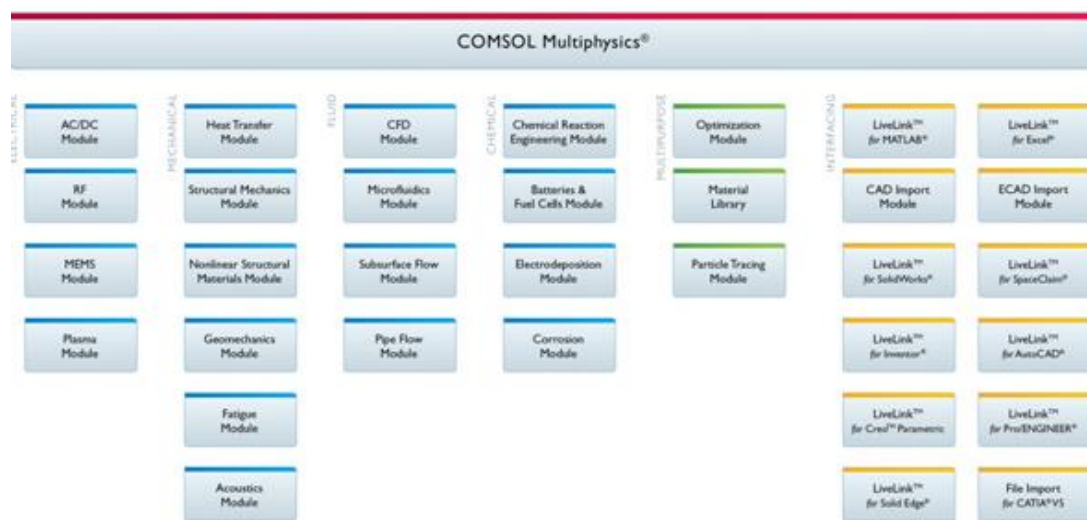 COMSOL Multiphysics®
ELECTRICAL
AC/DC
Module
RF
Module
MEMS
Module
Plasma
Module
MECHANICAL
Heat Transfer
Module
Structural Mechanics
Module
Nonlinear Structural
Materials Module
Geomechanics
Module
Fatigue
Module
Acoustics
Module
FLUID
CFD
Module
Microfluidics
Module
Subsurface Flow
Module
Pipe Flow
Module
CHEMICAL
Chemical Reaction
Engineering Module
Batteries &
Fuel Cells Module
Electrodeposition
Module
Corrosion
Module
MULTIPURPOSE
Optimization
Module
Material
Library
Particle Tracing
Module
INTERFACING
LiveLink™
for MATLAB®
LiveLink™
for Excel®
CAD Import
Module
ECAD Import
Module
LiveLink™
for SolidWorks®
LiveLink™
for SpaceClaim®
LiveLink™
for Inventor®
LiveLink™
for AutoCAD®
LiveLink™
for Creo™ Parametric
LiveLink™
for Pro/ENGINEER®
LiveLink™
for Solid Edge®
File Import
for CATIA® V5